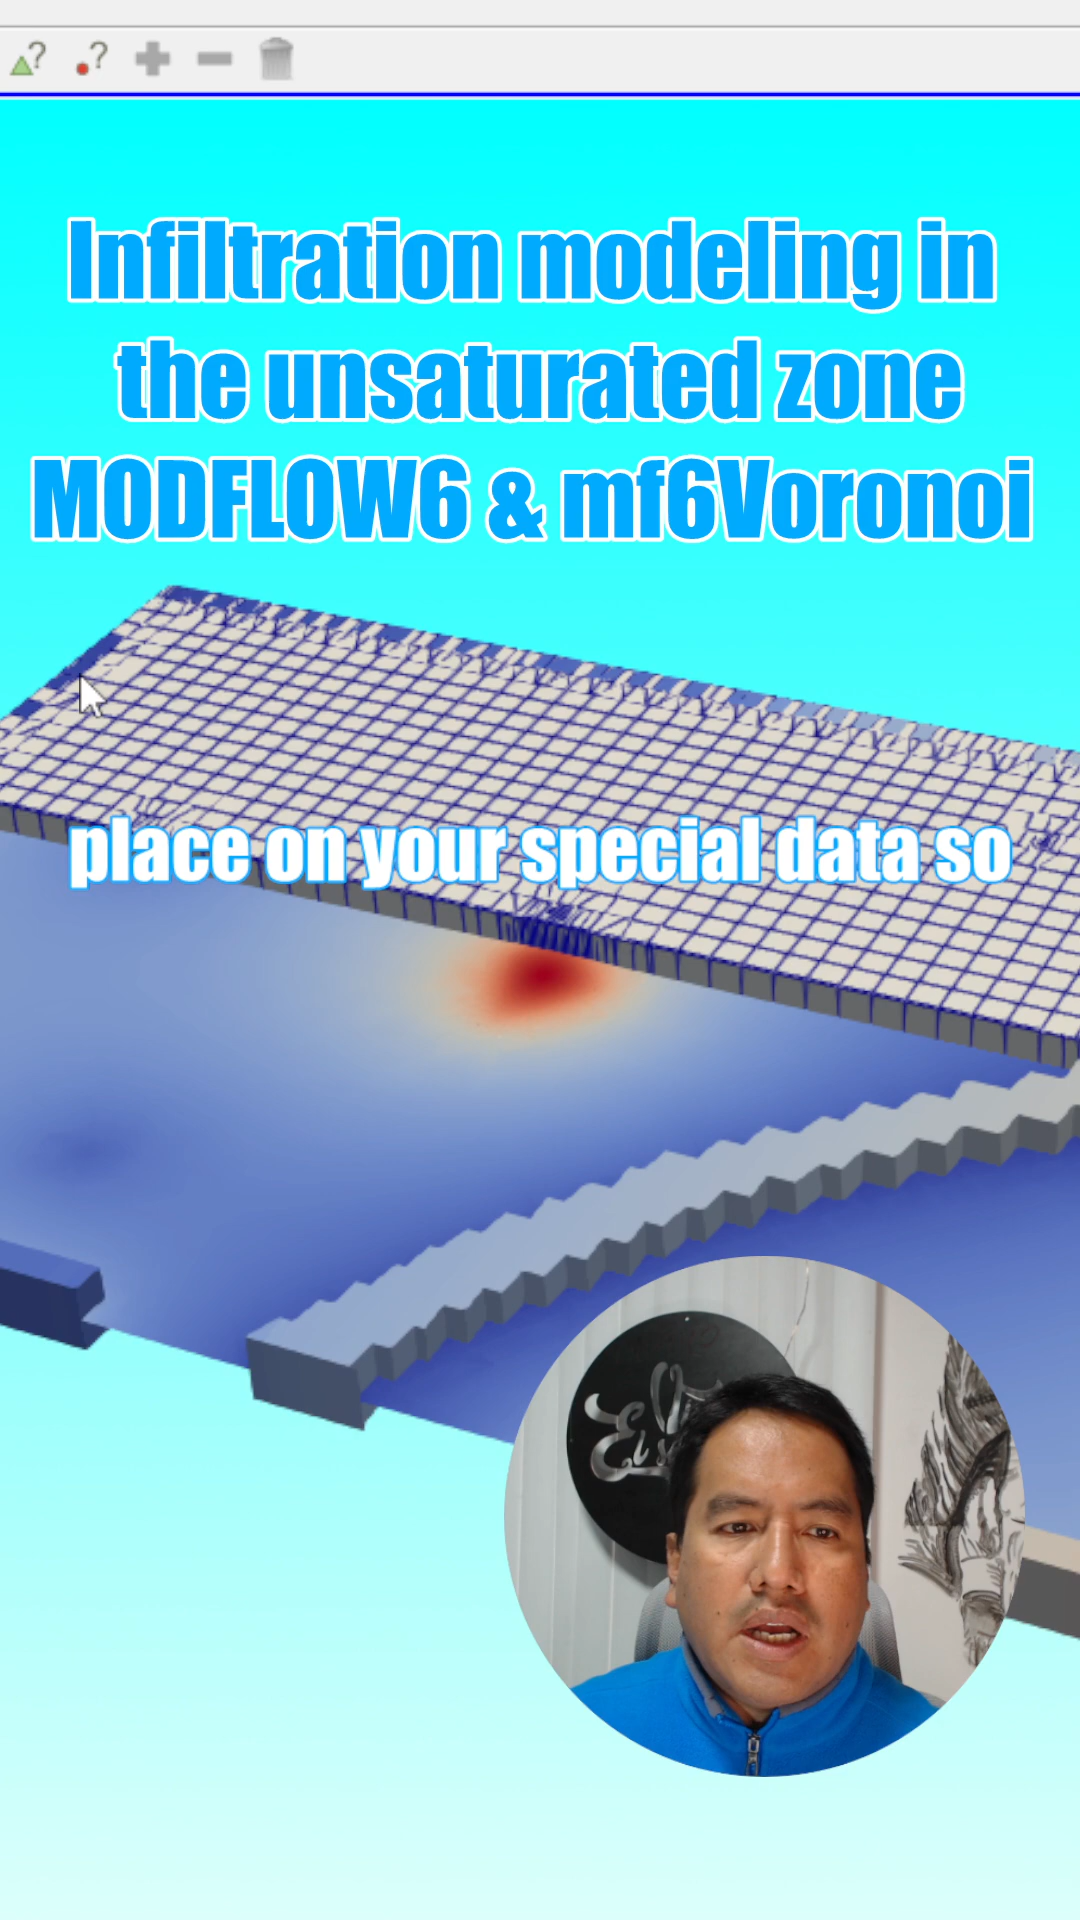 Infiltration modeling in
the unsaturated zone
MODFLOW6 & mf6Voronoi
place on your special data so